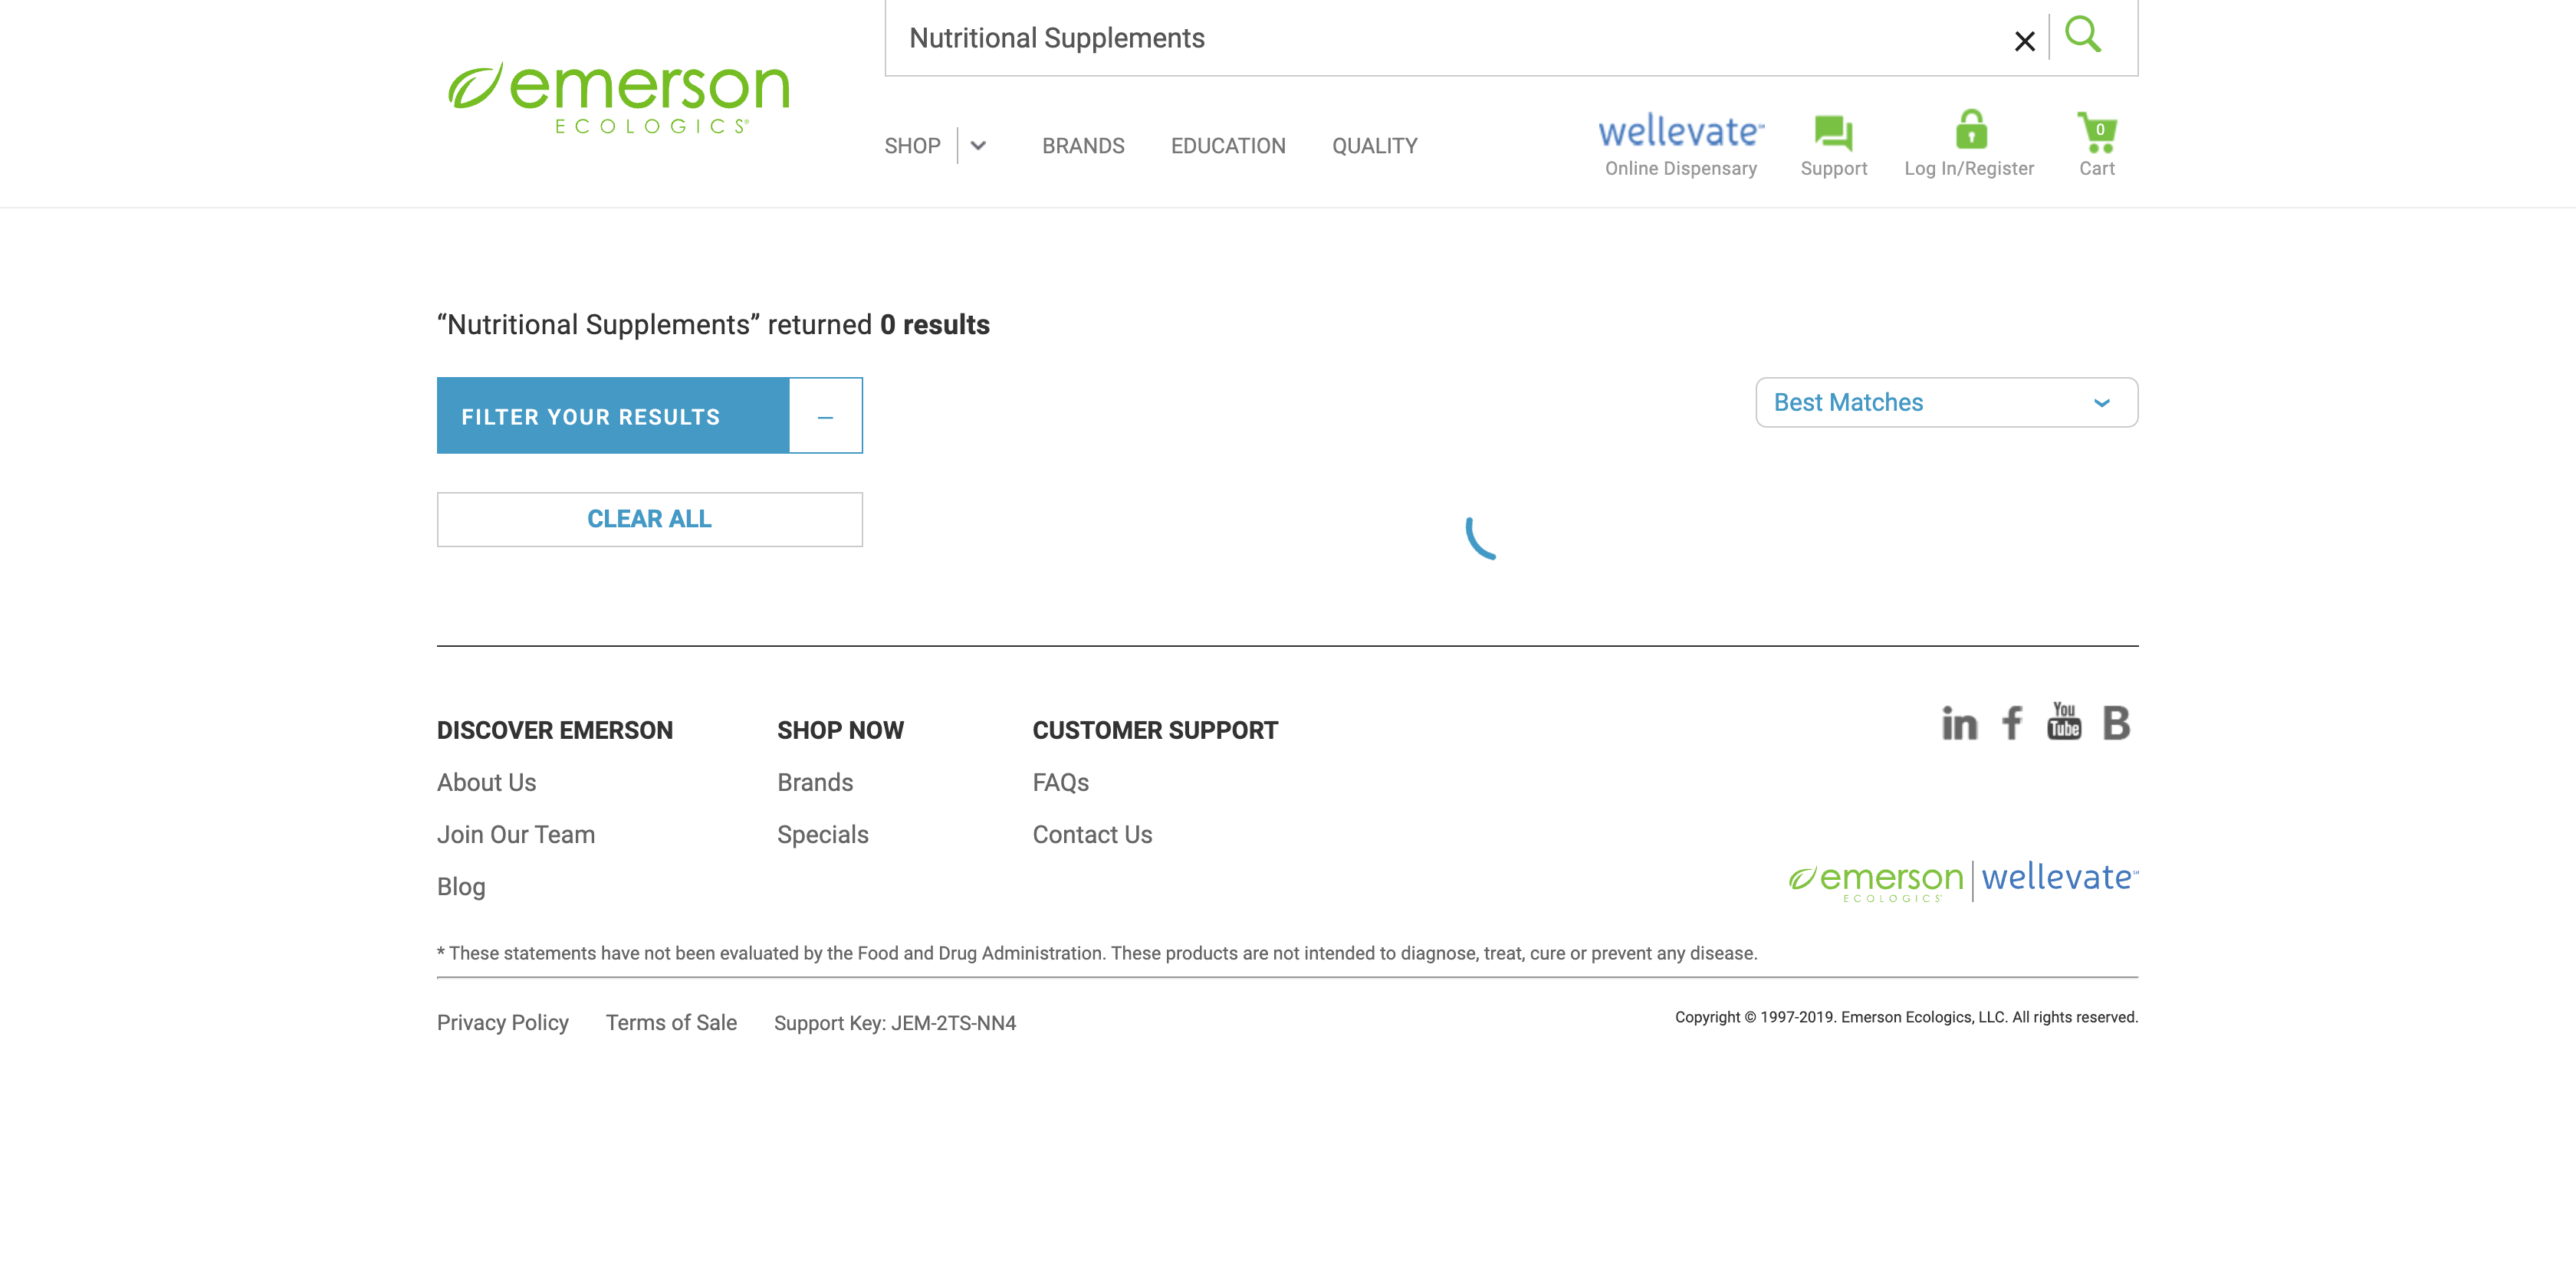 Nutritional Supplements
emerson
ECOLOGICS®
SHOP
BRANDS
EDUCATION
QUALITY
wellevate℠
Online Dispensary
Support
Log In/Register
0
Cart
“Nutritional Supplements” returned 0 results
FILTER YOUR RESULTS
Best Matches
CLEAR ALL
DISCOVER EMERSON
About Us
Join Our Team
Blog
SHOP NOW
Brands
Specials
CUSTOMER SUPPORT
FAQs
Contact Us
in
f
You
Tube
B
emerson
ECOLOGICS®
wellevate℠
* These statements have not been evaluated by the Food and Drug Administration. These products are not intended to diagnose, treat, cure or prevent any disease.
Privacy Policy
Terms of Sale
Support Key: JEM-2TS-NN4
Copyright © 1997-2019. Emerson Ecologics, LLC. All rights reserved.